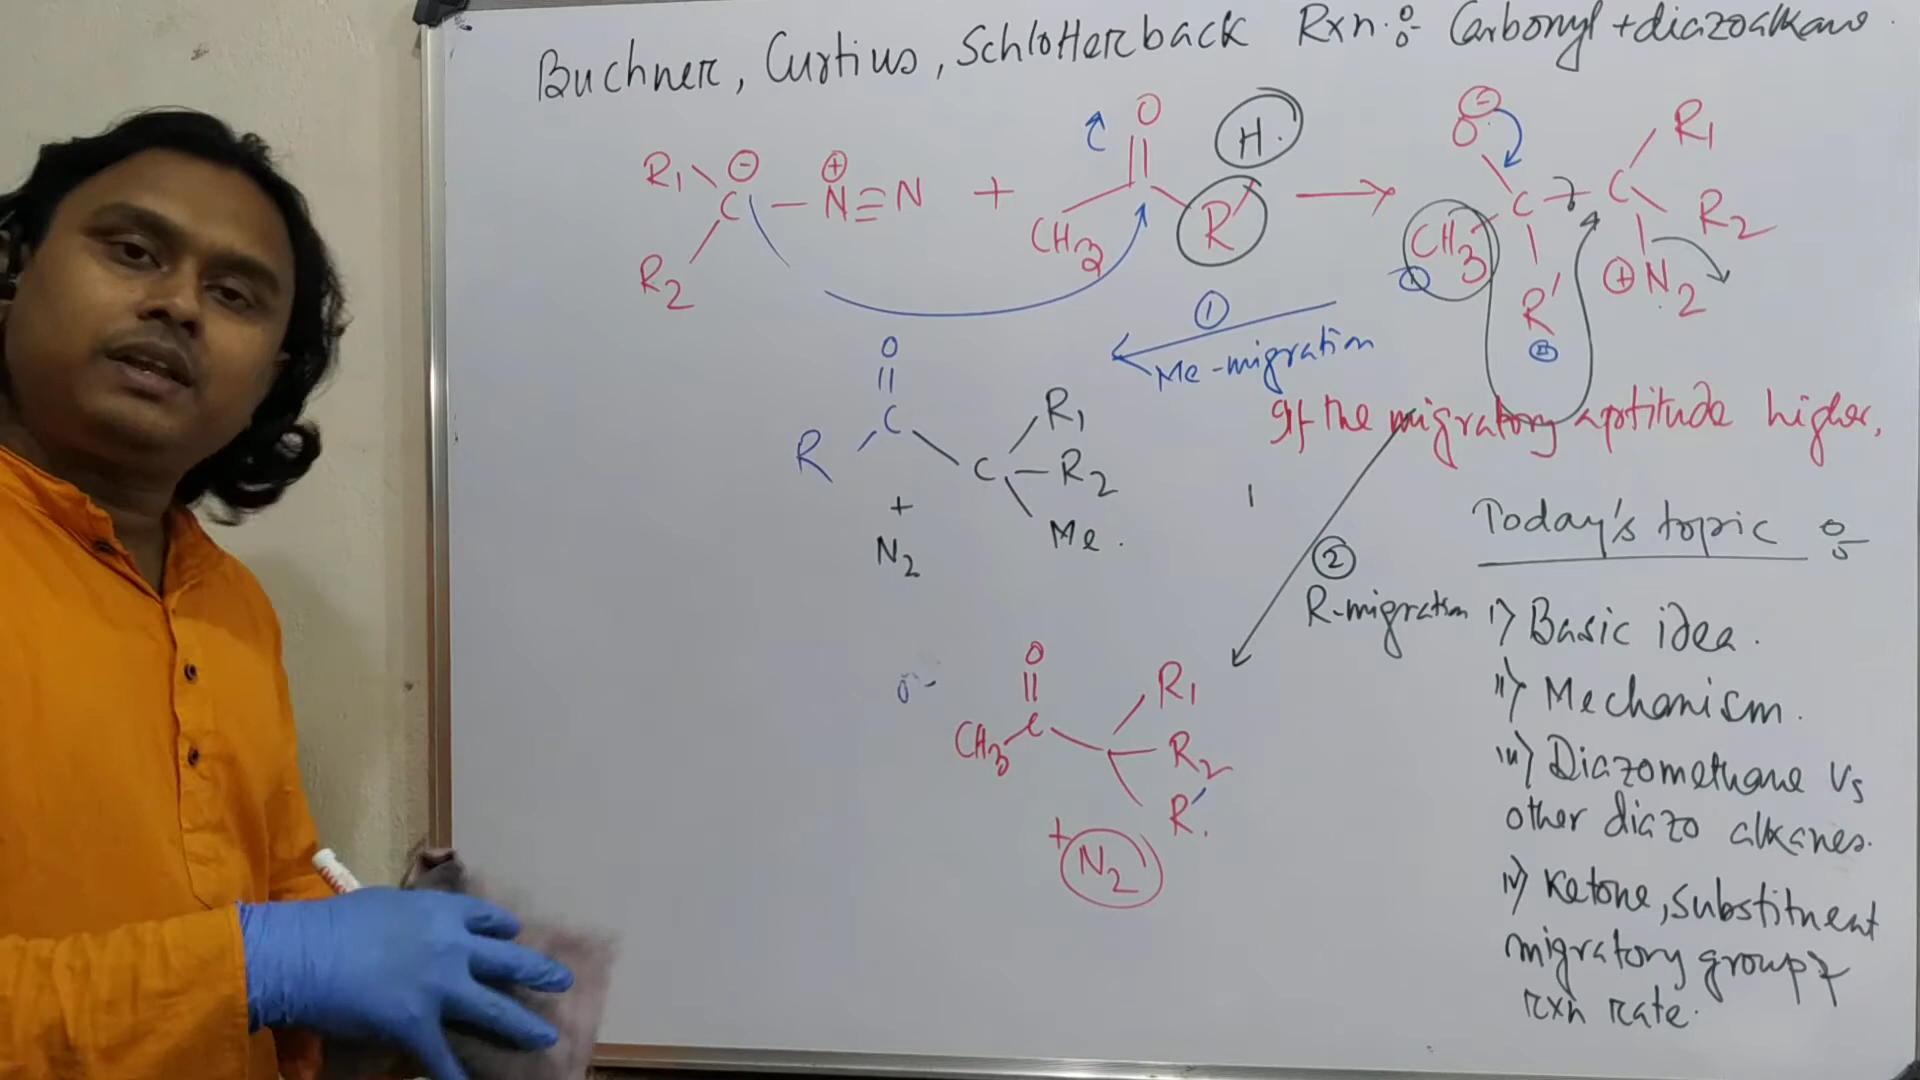 Buchner, Curtius, Schlotterback Rxn :- Carbonyl + diazoalkane.
R₁ C⊖ – N⊕≡N + CH₃ O R' H. →
R₂
O⊖ CH₃ C C R₁ R₂ R' ⊕N₂
①
Me-migration
O
R C C R₁ R₂ Me.
+
N₂
If the migratory aptitude higher,
②
R-migration
O
CH₃ C R₁ R₂ R'.
+ N₂
Today's topic :-
i) Basic idea.
ii) Mechanism.
iii) Diazomethane Vs
other diazo alkanes.
iv) Ketone, substituent
migratory group &
rxn rate.